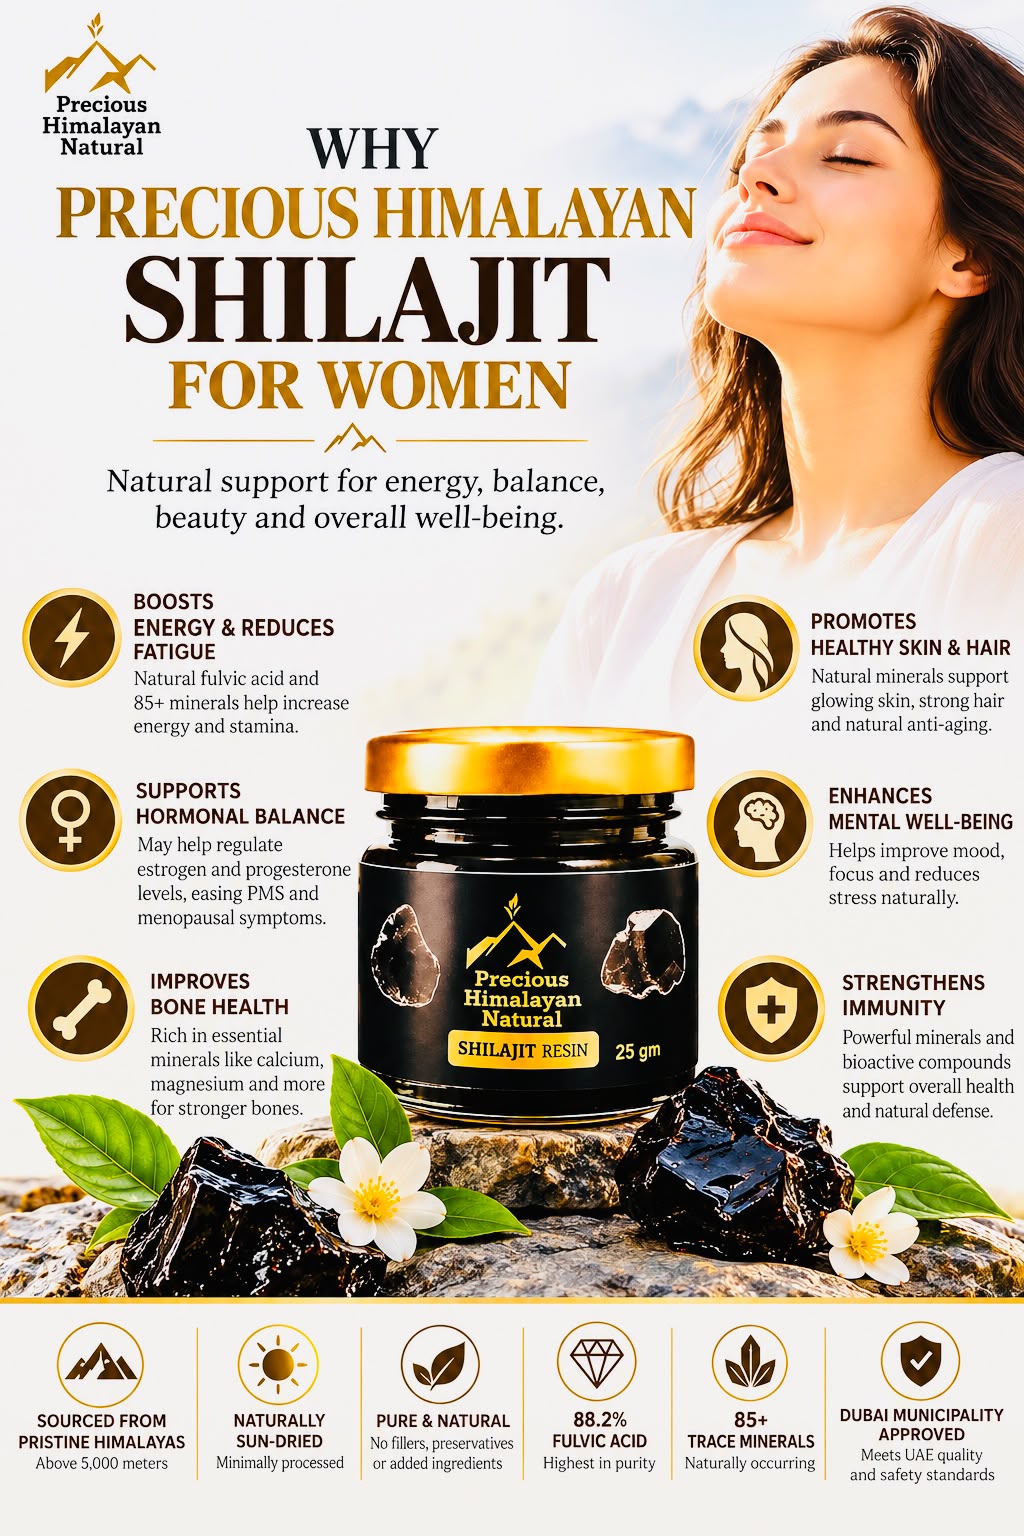 Precious
Himalayan
Natural
WHY
PRECIOUS HIMALAYAN
SHILAJIT
FOR WOMEN
Natural support for energy, balance,
beauty and overall well-being.
BOOSTS
ENERGY & REDUCES
FATIGUE
Natural fulvic acid and
85+ minerals help increase
energy and stamina.
SUPPORTS
HORMONAL BALANCE
May help regulate
estrogen and progesterone
levels, easing PMS and
menopausal symptoms.
IMPROVES
BONE HEALTH
Rich in essential
minerals like calcium,
magnesium and more
for stronger bones.
PROMOTES
HEALTHY SKIN & HAIR
Natural minerals support
glowing skin, strong hair
and natural anti-aging.
ENHANCES
MENTAL WELL-BEING
Helps improve mood,
focus and reduces
stress naturally.
STRENGTHENS
IMMUNITY
Powerful minerals and
bioactive compounds
support overall health
and natural defense.
Precious
Himalayan
Natural
SHILAJIT RESIN
25 gm
SOURCED FROM
PRISTINE HIMALAYAS
Above 5,000 meters
NATURALLY
SUN-DRIED
Minimally processed
PURE & NATURAL
No fillers, preservatives
or added ingredients
88.2%
FULVIC ACID
Highest in purity
85+
TRACE MINERALS
Naturally occurring
DUBAI MUNICIPALITY
APPROVED
Meets UAE quality
and safety standards